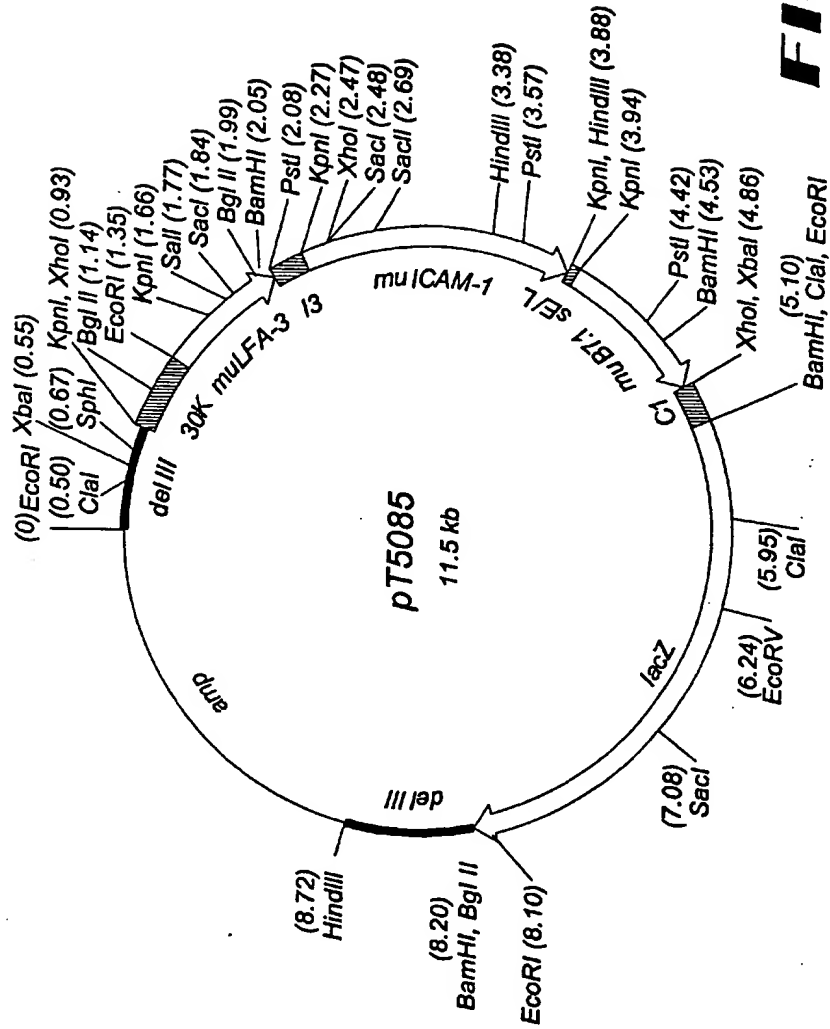 (0) EcoRI
(0.50) ClaI
XbaI (0.55)
(0.67) SphI
KpnI, XhoI (0.93)
Bgl II (1.14)
EcoRI (1.35)
KpnI (1.66)
SalI (1.77)
SacI (1.84)
Bgl II (1.99)
BamHI (2.05)
PstI (2.08)
KpnI (2.27)
XhoI (2.47)
SacI (2.48)
SacII (2.69)
HindIII (3.38)
PstI (3.57)
KpnI, HindIII (3.88)
KpnI (3.94)
PstI (4.42)
BamHI (4.53)
XhoI, XbaI (4.86)
(5.10)
BamHI, ClaI, EcoRI
(5.95)
ClaI
(6.24)
EcoRV
(7.08)
SacI
EcoRI (8.10)
(8.20)
BamHI, Bgl II
(8.72)
HindIII
del III
30K
muLFA-3
I3
muICAM-1
sE/L
muB7.1
C1
lacZ
del III
amp
pT5085
11.5 kb